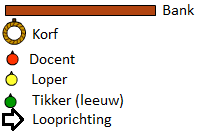 Bank
Korf
Docent
Loper
Tikker (leeuw)
Looprichting